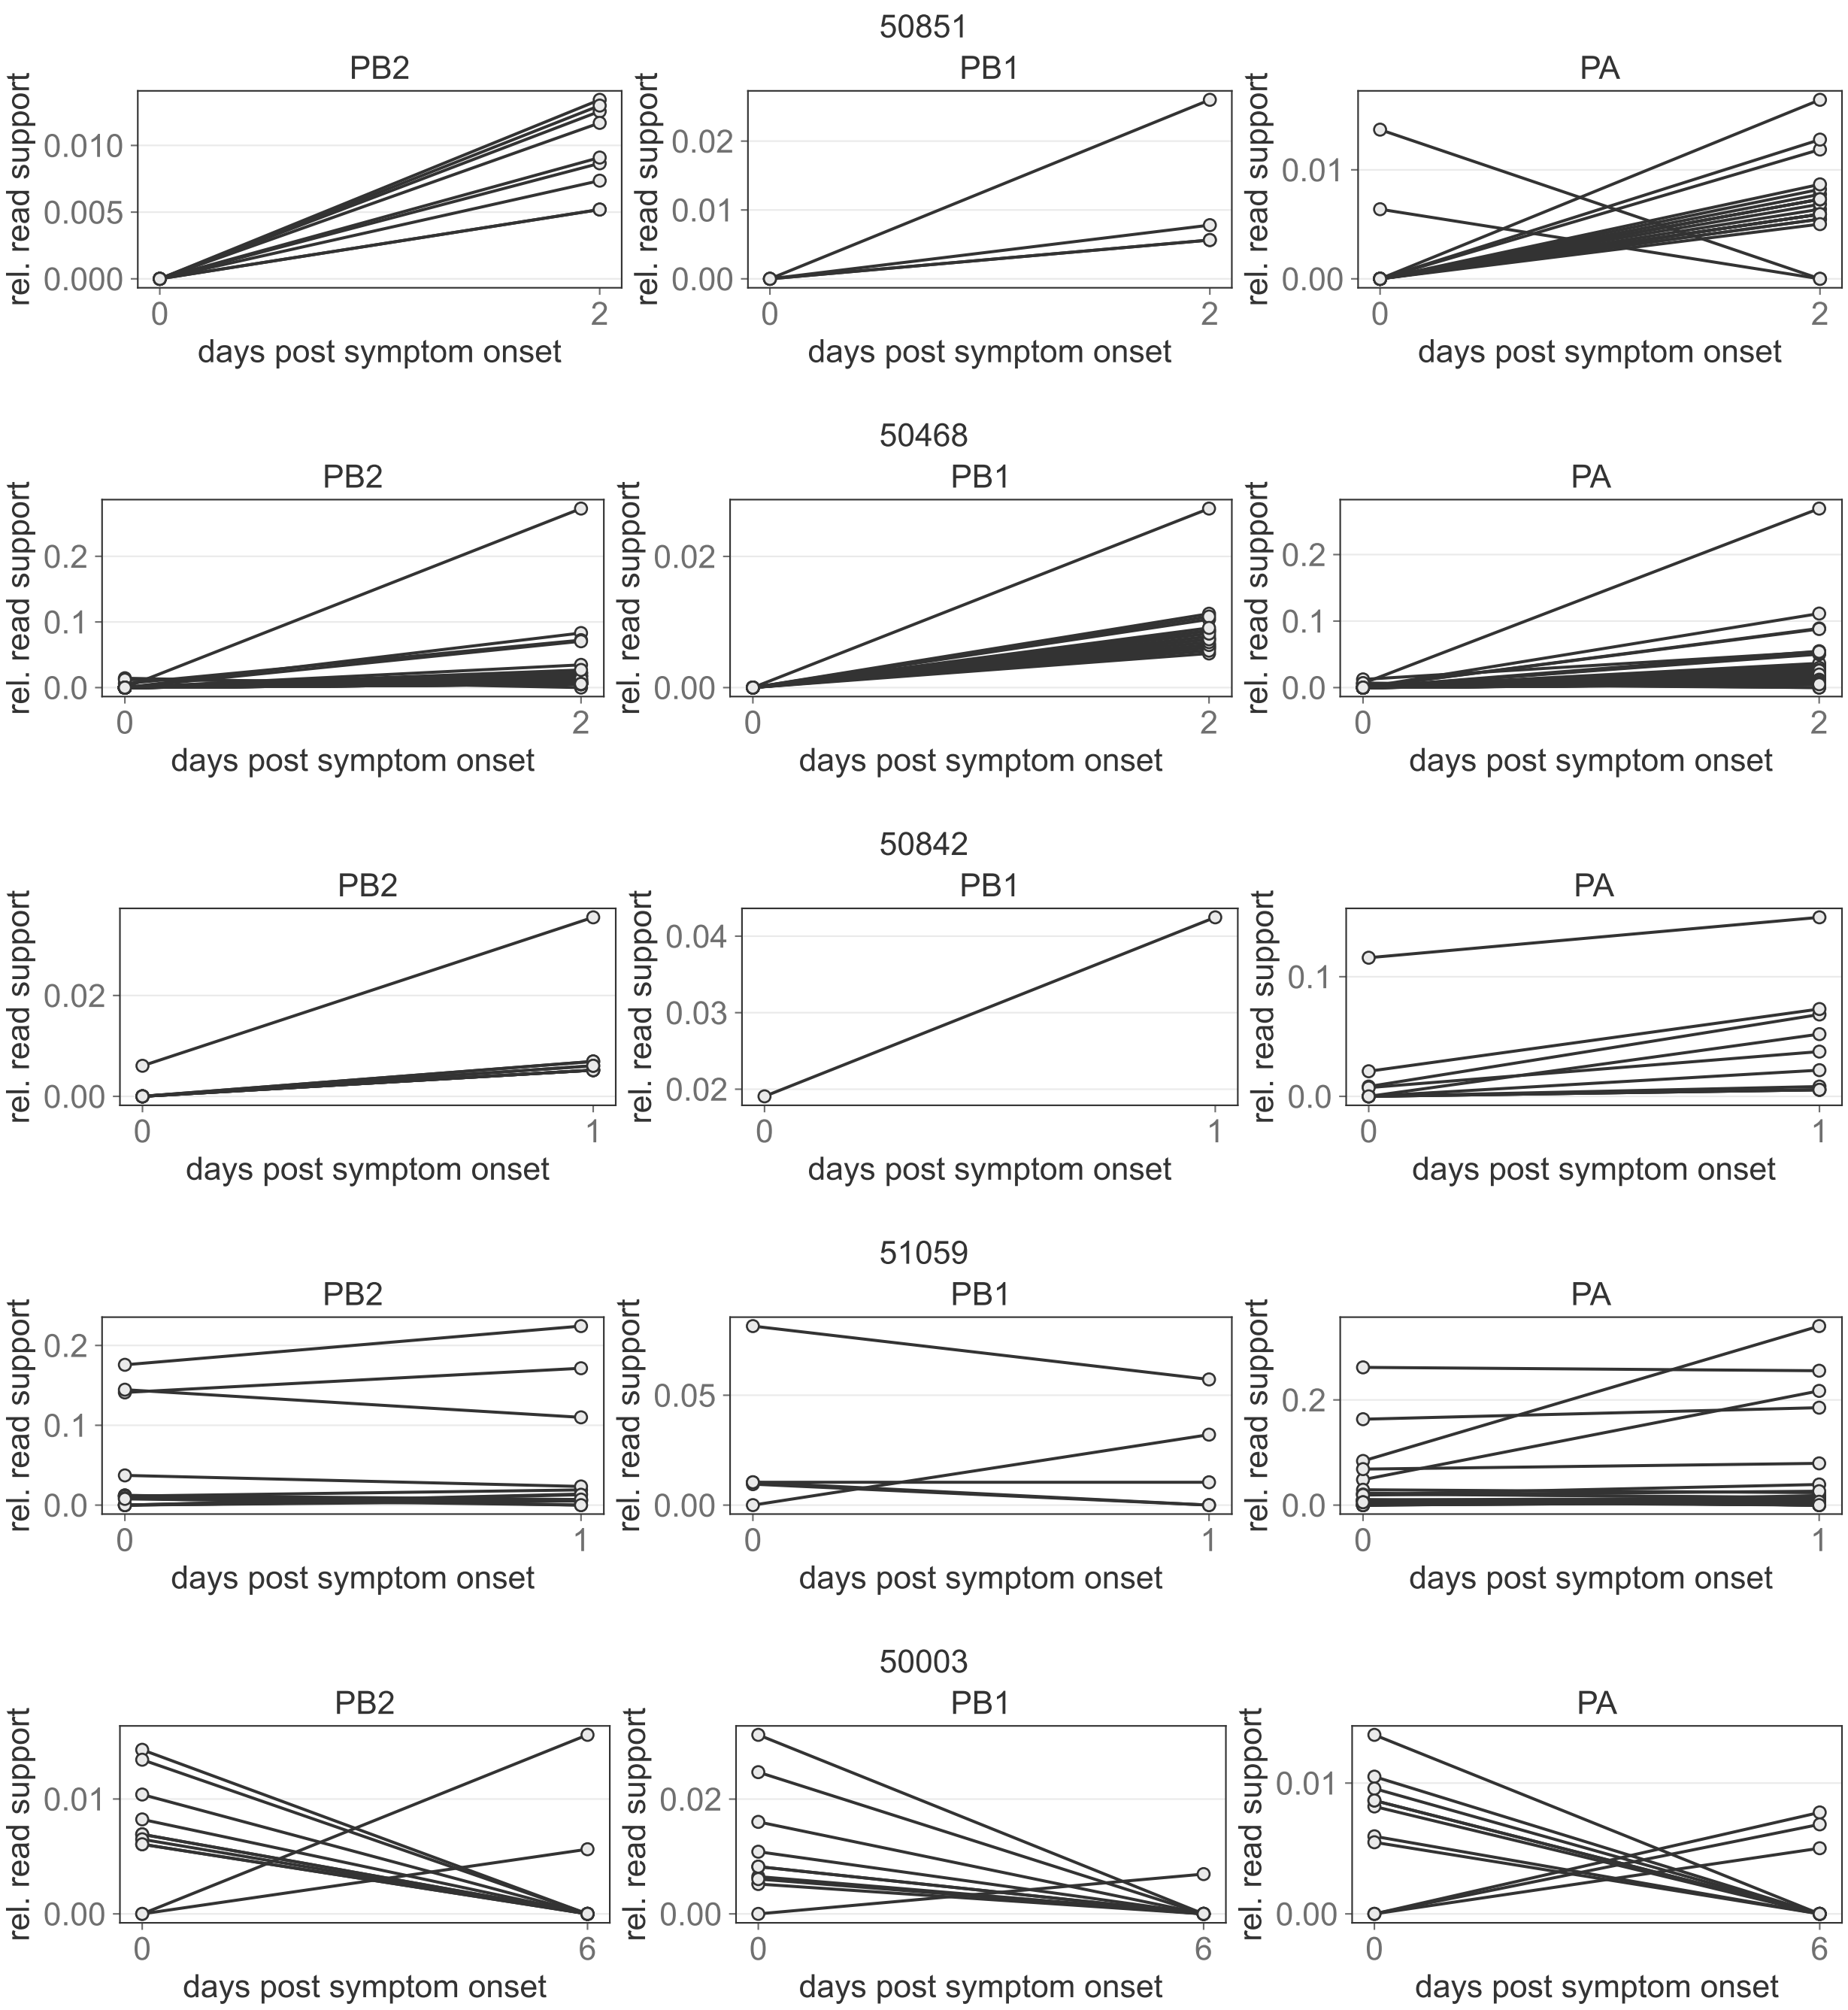 50851
PB2 PB1 PA
rel. read support rel. read support rel. read support
0.010 0.02 0.01
0.005 0.01
0.000 0.00 0.00
0 2 0 2 0 2
days post symptom onset days post symptom onset days post symptom onset
50468
PB2 PB1 PA
rel. read support rel. read support rel. read support
0.2 0.02 0.2
0.1 0.1
0.0 0.00 0.0
0 2 0 2 0 2
days post symptom onset days post symptom onset days post symptom onset
50842
PB2 PB1 PA
rel. read support rel. read support rel. read support
0.04
0.02 0.03 0.1
0.00 0.02 0.0
0 1 0 1 0 1
days post symptom onset days post symptom onset days post symptom onset
51059
PB2 PB1 PA
rel. read support rel. read support rel. read support
0.2 0.05 0.2
0.1
0.0 0.00 0.0
0 1 0 1 0 1
days post symptom onset days post symptom onset days post symptom onset
50003
PB2 PB1 PA
rel. read support rel. read support rel. read support
0.01 0.02 0.01
0.00 0.00 0.00
0 6 0 6 0 6
days post symptom onset days post symptom onset days post symptom onset